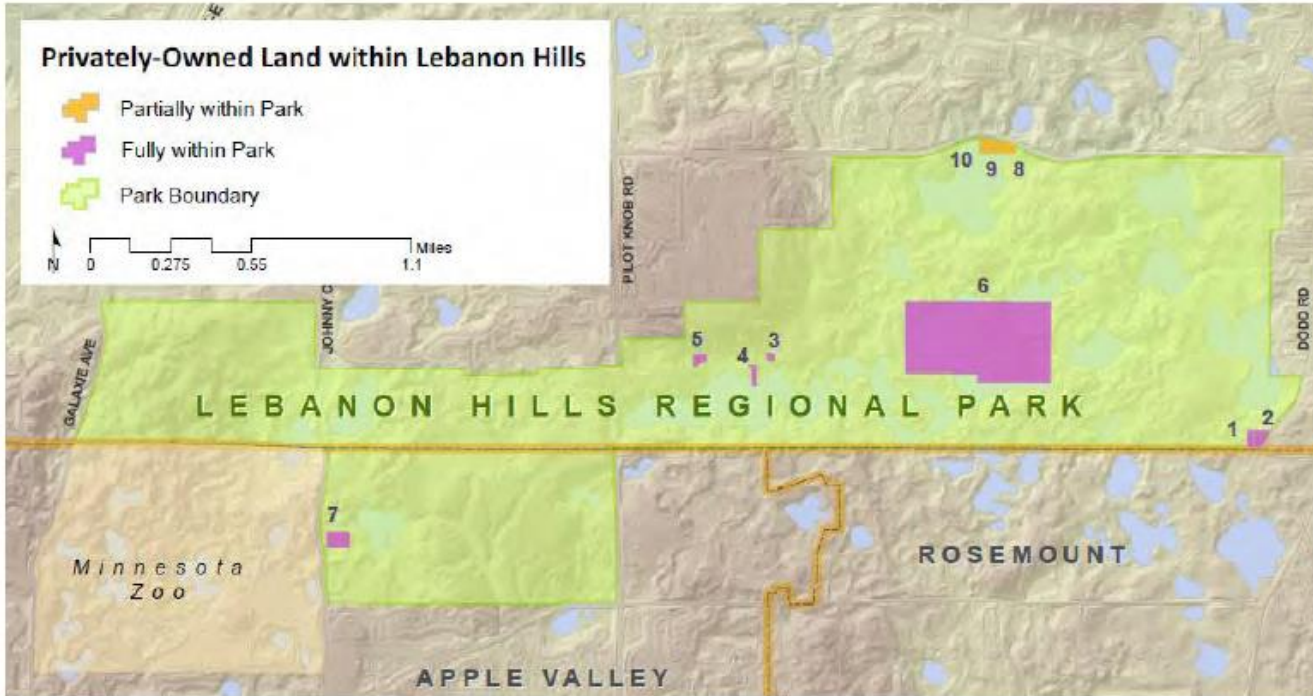 Privately-Owned Land within Lebanon Hills
Partially within Park
Fully within Park
Park Boundary
N
0 0.275 0.55 1.1
Miles
GALAXIE AVE
JOHNNY C
PILOT KNOB RD
DODD RD
10 9 8
6
5
4
3
LEBANON HILLS REGIONAL PARK
1 2
7
Minnesota
Zoo
ROSEMOUNT
APPLE VALLEY